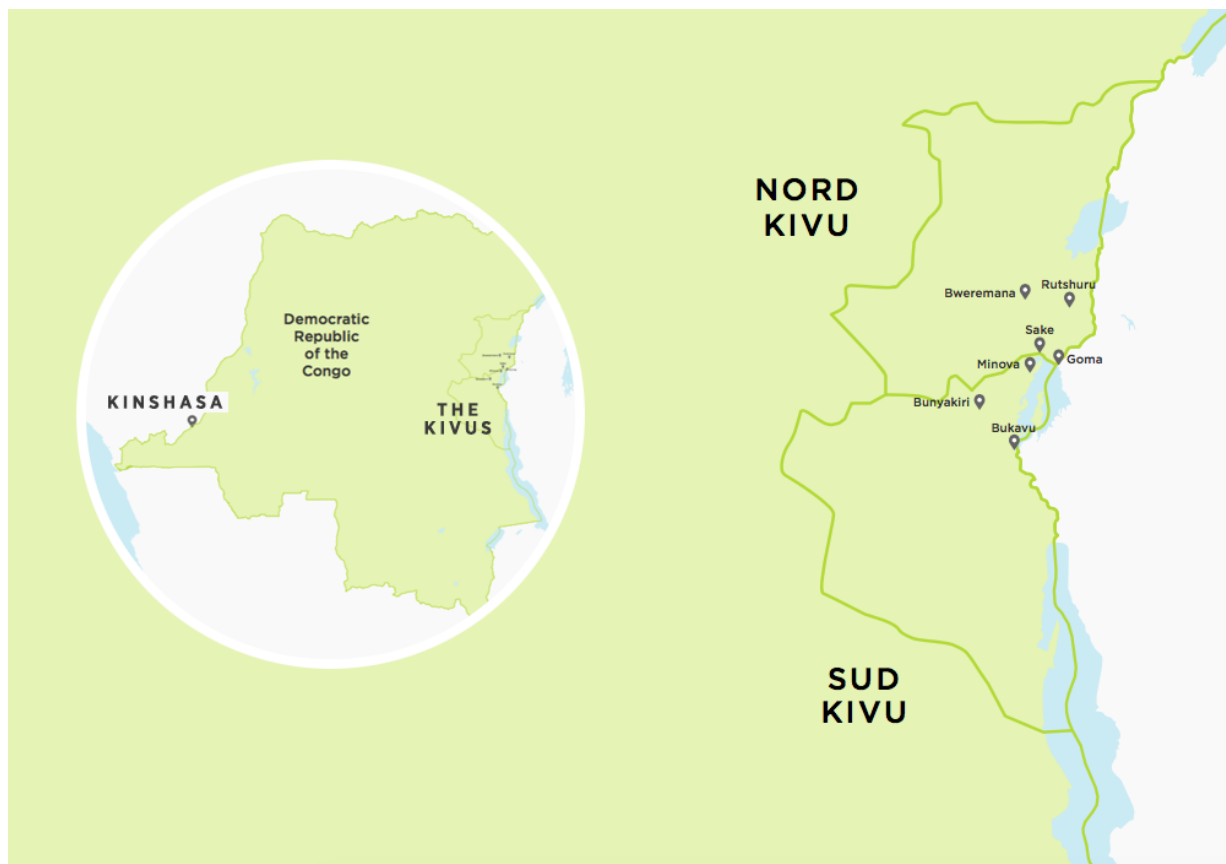 NORD
KIVU
Bweremana
Rutshuru
Sake
Goma
Minova
Bunyakiri
Bukavu
SUD
KIVU
Democratic
Republic
of the
Congo
KINSHASA
THE
KIVUS